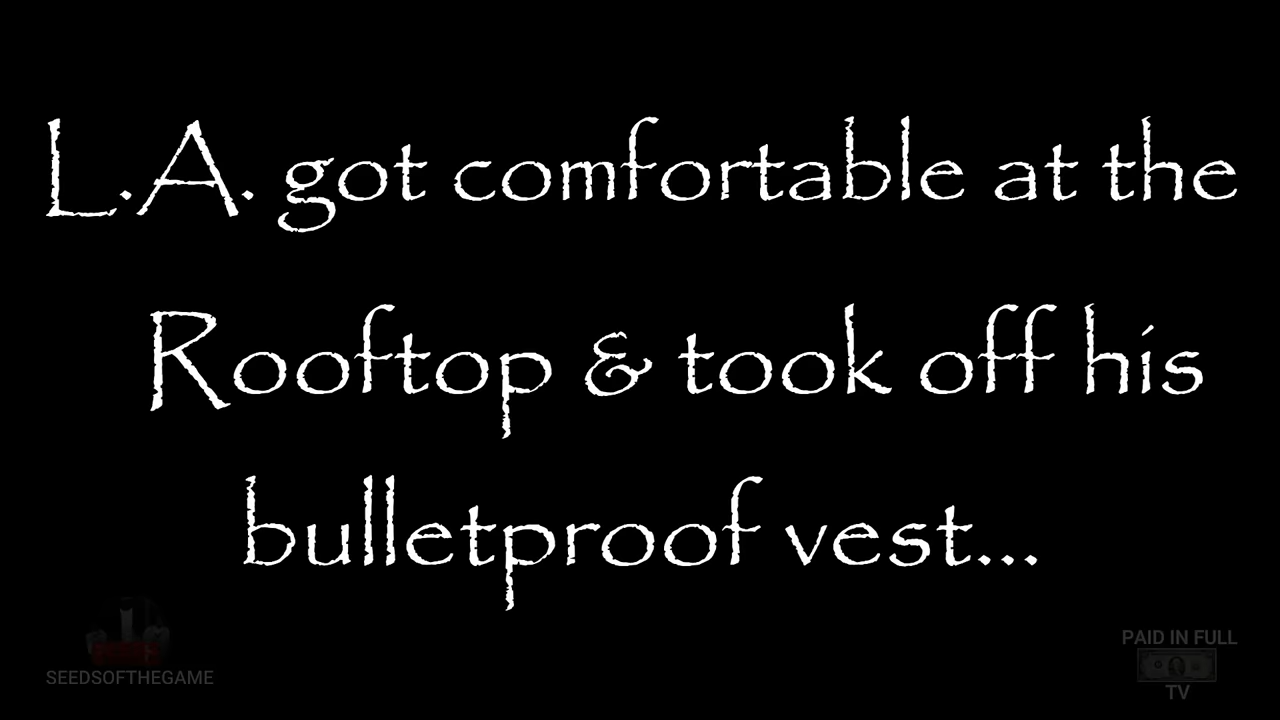 L.A. got comfortable at the
Rooftop & took off his
bulletproof vest...
SEEDSOFTHEGAME
PAID IN FULL
TV